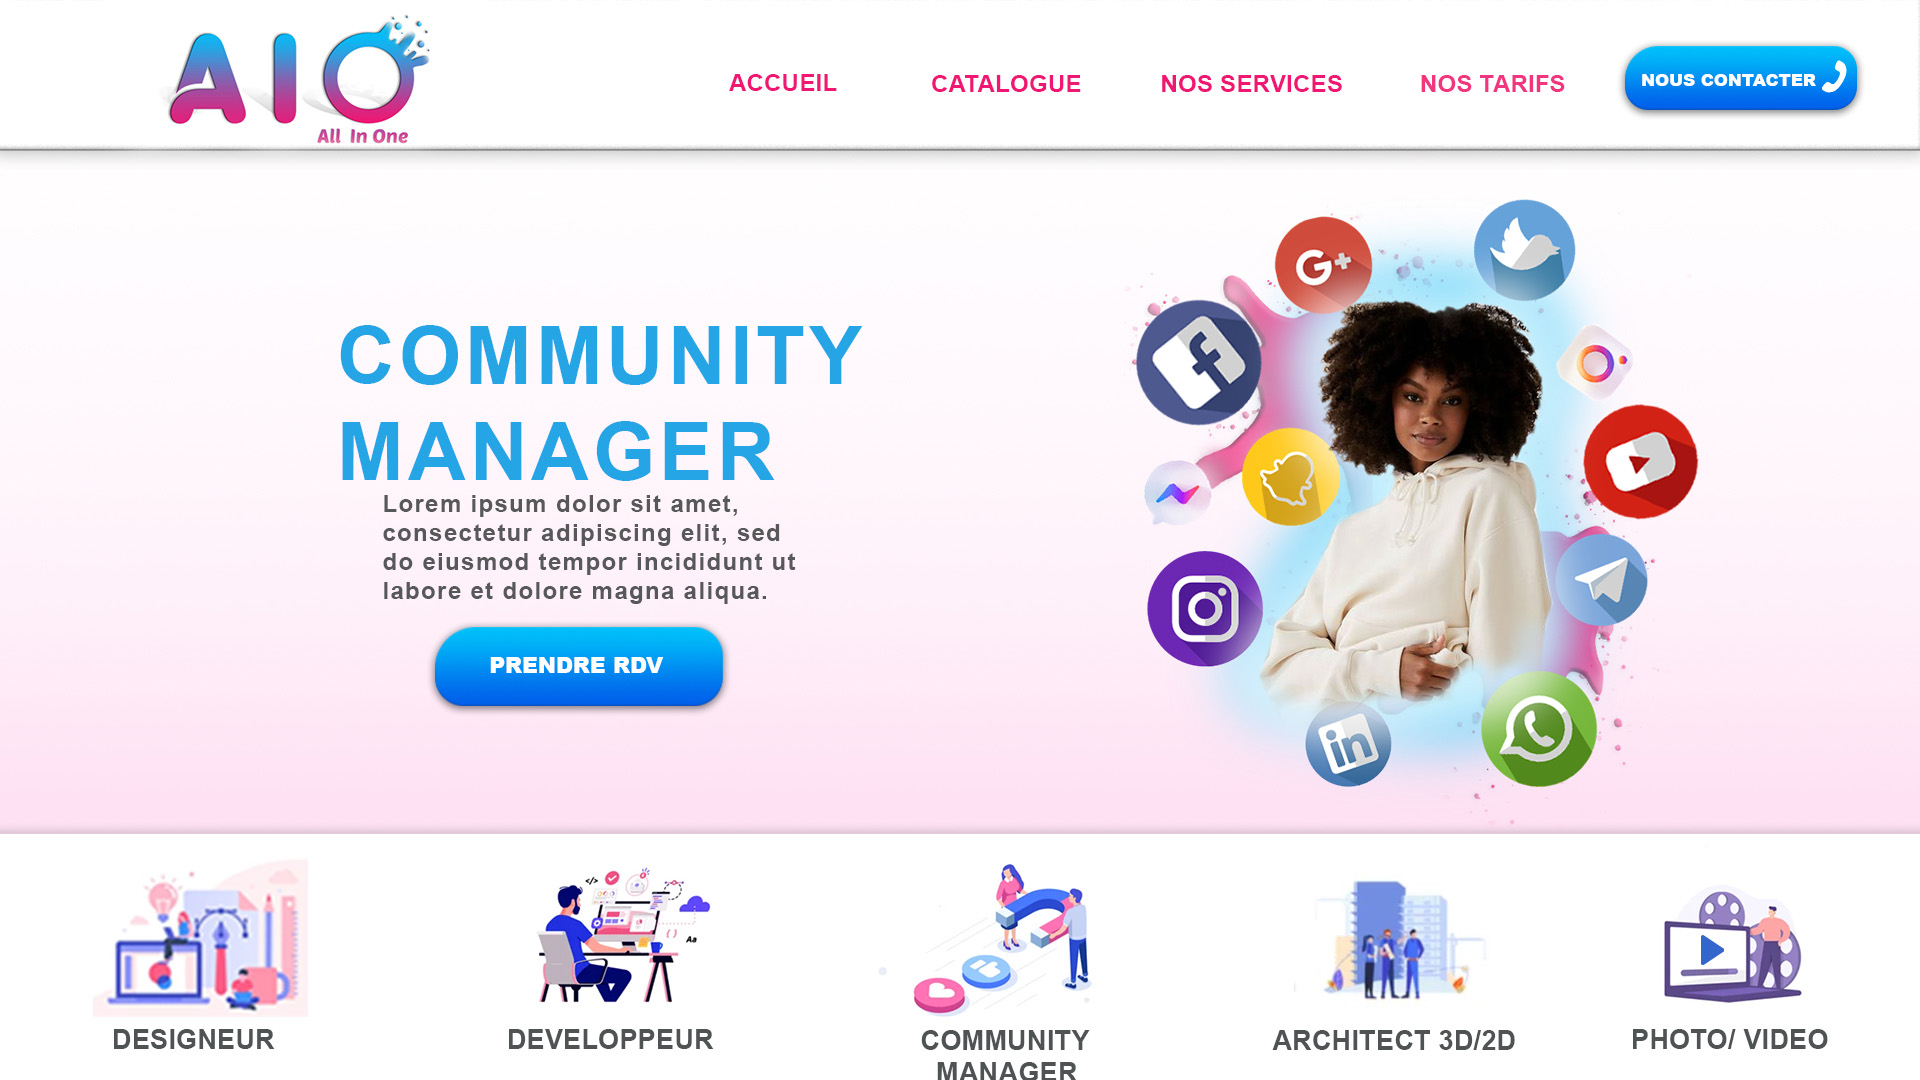 AIO
All In One
ACCUEIL
CATALOGUE
NOS SERVICES
NOS TARIFS
NOUS CONTACTER
G+
f
COMMUNITY
MANAGER
Lorem ipsum dolor sit amet,
consectetur adipiscing elit, sed
do eiusmod tempor incididunt ut
labore et dolore magna aliqua.
PRENDRE RDV
in
</>
Aa
DESIGNEUR
DEVELOPPEUR
COMMUNITY
MANAGER
ARCHITECT 3D/2D
PHOTO/ VIDEO